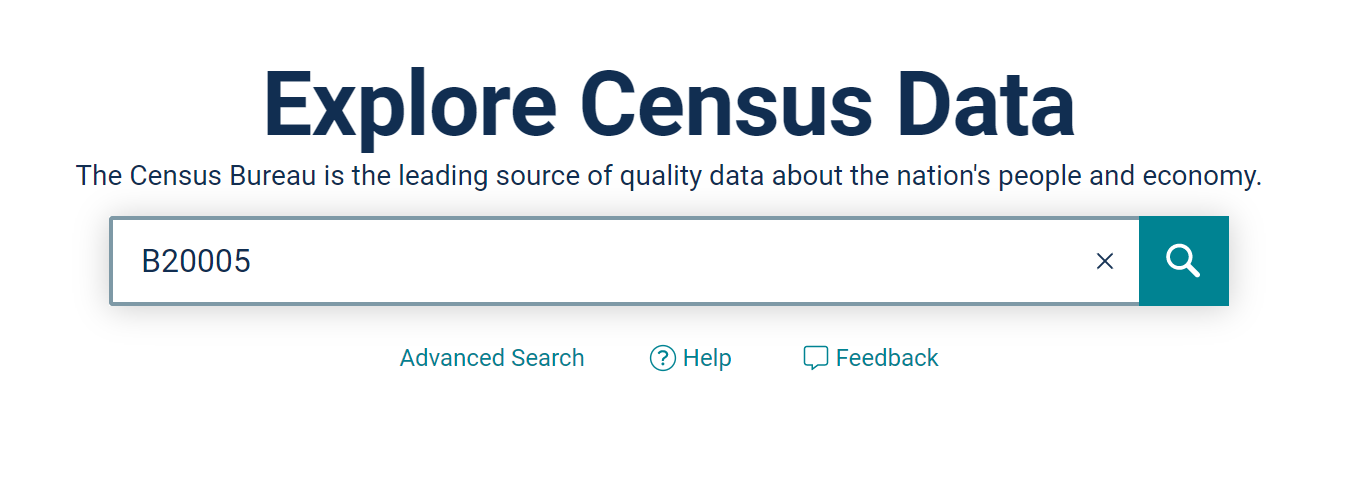 Explore Census Data
The Census Bureau is the leading source of quality data about the nation's people and economy.
B20005
Advanced Search Help Feedback